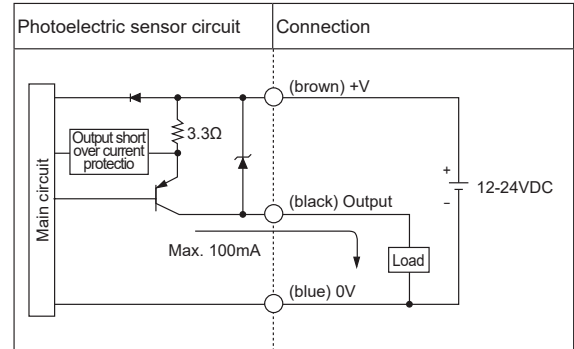 Photoelectric sensor circuit
Connection
(brown) +V
3.3Ω
Output short
over current
protectio
Main circuit
+
12-24VDC
−
(black) Output
Max. 100mA
Load
(blue) 0V